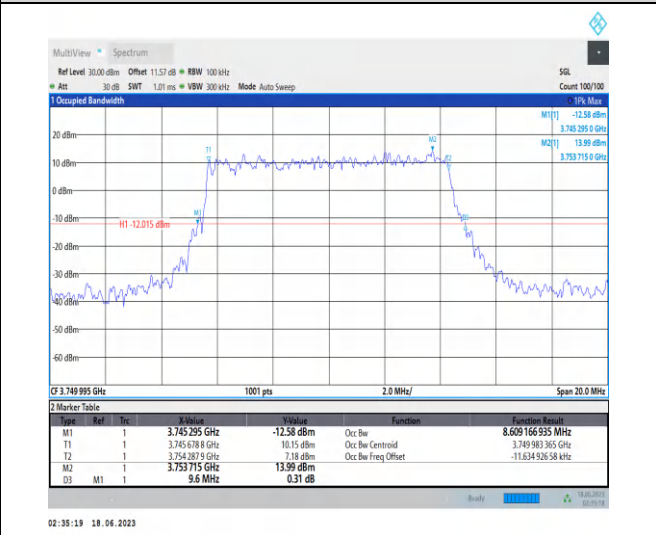 MultiView Spectrum
Ref Level 30.00 dBm Offset 11.57 dB RBW 100 kHz SGL
Att 30 dB SWT 1.01 ms VBW 300 kHz Mode Auto Sweep Count 100/100
1 Occupied Bandwidth 1Pk Max
M1[1] -12.58 dBm
3.745 295 0 GHz
M2[1] 13.99 dBm
3.753 715 0 GHz
20 dBm
M2
T1
10 dBm
0 dBm
M1
-10 dBm
H1 -12.015 dBm
-20 dBm
-30 dBm
-40 dBm
-50 dBm
-60 dBm
CF 3.749 995 GHz 1001 pts 2.0 MHz/ Span 20.0 MHz
2 Marker Table
Type Ref Trc X-Value Y-Value Function Function Result
M1 1 3.745 295 GHz -12.58 dBm Occ Bw 8.609 166 935 MHz
T1 1 3.745 678 8 GHz 10.15 dBm Occ Bw Centroid 3.749 983 365 GHz
T2 1 3.754 287 9 GHz 7.18 dBm Occ Bw Freq Offset -11.634 926 58 kHz
M2 1 3.753 715 GHz 13.99 dBm
D3 M1 1 9.6 MHz 0.31 dB
Ready 18.06.2023
02:35:18
02:35:19 18.06.2023